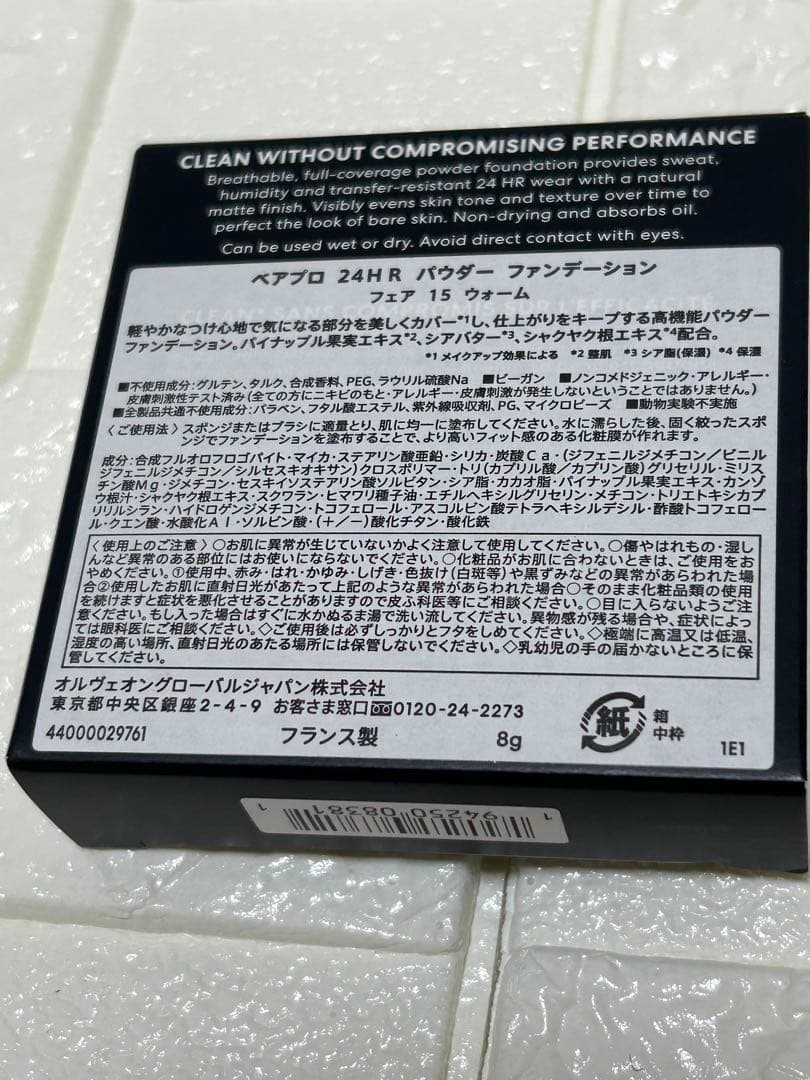 CLEAN WITHOUT COMPROMISING PERFORMANCE
Breathable, full-coverage powder foundation provides sweat,
humidity and transfer-resistant 24 HR wear with a natural
matte finish. Visibly evens skin tone and texture over time to
perfect the look of bare skin. Non-drying and absorbs oil.
Can be used wet or dry. Avoid direct contact with eyes.
ベアプロ 24HR パウダー ファンデーション
フェア 15 ウォーム
軽やかなつけ心地で気になる部分を美しくカバー*1し、仕上がりをキープする高機能パウダー
ファンデーション。パイナップル果実エキス*2、シアバター*3、シャクヤク根エキス*4配合。
*1 メイクアップ効果による *2 整肌 *3 シア脂(保湿) *4 保湿
■不使用成分:グルテン、タルク、合成香料、PEG、ラウリル硫酸Na ■ビーガン ■ノンコメドジェニック・アレルギー・
皮膚刺激性テスト済み(全ての方にニキビのもと・アレルギー・皮膚刺激が発生しないということではありません。)
■全製品共通不使用成分:パラベン、フタル酸エステル、紫外線吸収剤、PG、マイクロビーズ ■動物実験不実施
〈ご使用法〉スポンジまたはブラシに適量とり、肌に均一に塗布してください。水に濡らした後、固く絞ったスポ
ンジでファンデーションを塗布することで、より高いフィット感のある化粧膜が作れます。
成分:合成フルオロフロゴパイト・マイカ・ステアリン酸亜鉛・シリカ・炭酸Ca・(ジフェニルジメチコン/ビニル
ジフェニルジメチコン/シルセスキオキサン)クロスポリマー・トリ(カプリル酸/カプリン酸)グリセリル・ミリス
チン酸Mg・ジメチコン・セスキイソステアリン酸ソルビタン・シア脂・カカオ脂・パイナップル果実エキス・カンゾ
ウ根汁・シャクヤク根エキス・スクワラン・ヒマワリ種子油・エチルヘキシルグリセリン・メチコン・トリエトキシカプ
リリルシラン・ハイドロゲンジメチコン・トコフェロール・アスコルビン酸テトラヘキシルデシル・酢酸トコフェロー
ル・クエン酸・水酸化Al・ソルビン酸・(+/-)酸化チタン・酸化鉄
〈使用上のご注意〉○お肌に異常が生じていないかよく注意して使用してください。○傷やはれもの・湿し
んなど異常のある部位にはお使いにならないでください。○化粧品がお肌に合わないときは、ご使用をお
やめください。①使用中、赤み・はれ・かゆみ・しげき・色抜け(白斑等)や黒ずみなどの異常があらわれた場
合②使用したお肌に直射日光があたって上記のような異常があらわれた場合○そのまま化粧品類の使用
を続けますと症状を悪化させることがありますので皮ふ科医等にご相談ください。○目に入らないようご注
意ください。もし入った場合はすぐに水かぬるま湯で洗い流してください。異物感が残る場合や、症状によっ
ては眼科医にご相談ください。◇ご使用後は必ずしっかりとフタをしめてください。◇極端に高温又は低温、
湿度の高い場所、直射日光のあたる場所には保管しないでください。◇乳幼児の手の届かないところに保
管してください。
オルヴェオングローバルジャパン株式会社
東京都中央区銀座2-4-9 お客さま窓口 0120-24-2273
44000029761 フランス製 8g
紙 箱
中枠
1E1
1 94250 08381 1